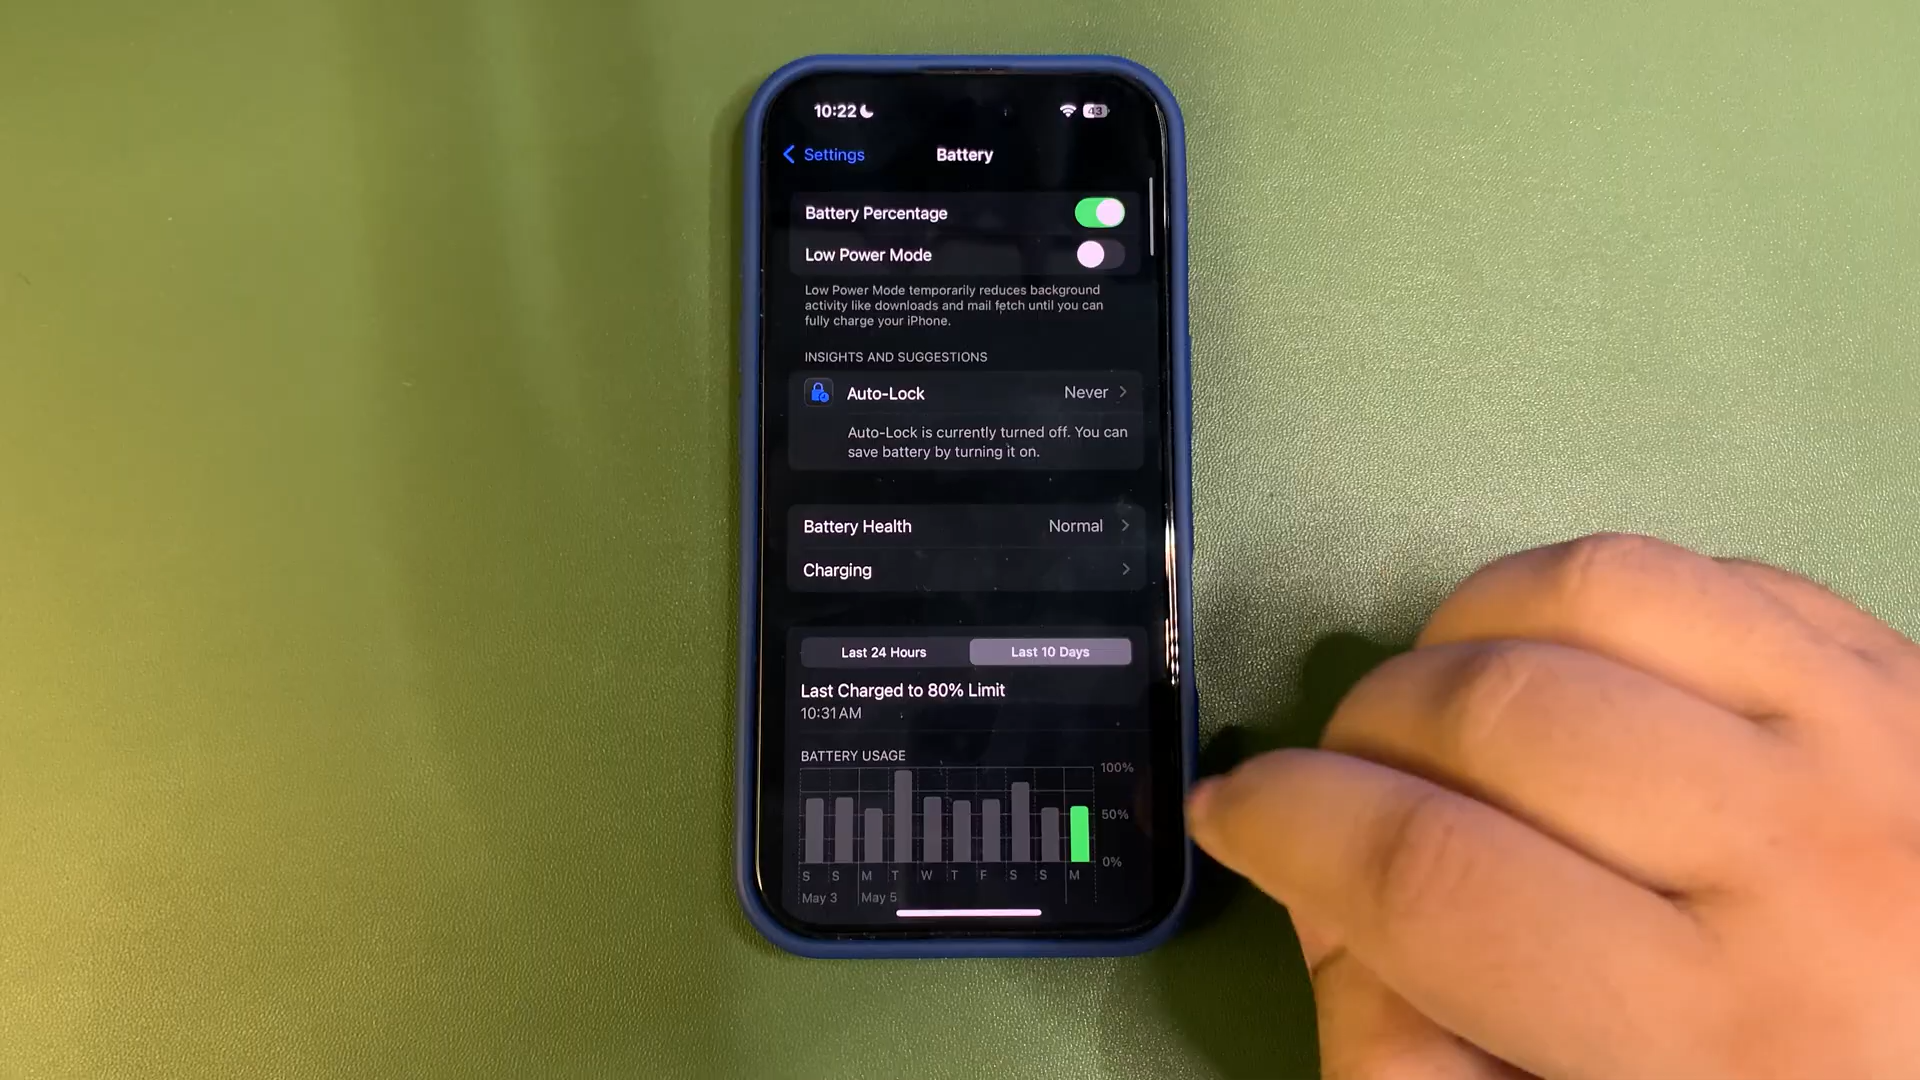 10:22
43
Settings
Battery
Battery Percentage
Low Power Mode
Low Power Mode temporarily reduces background
activity like downloads and mail fetch until you can
fully charge your iPhone.
INSIGHTS AND SUGGESTIONS
Auto-Lock Never
Auto-Lock is currently turned off. You can
save battery by turning it on.
Battery Health Normal
Charging
Last 24 Hours Last 10 Days
Last Charged to 80% Limit
10:31 AM
BATTERY USAGE
100%
50%
0%
S S M T W T F S S M
May 3 May 5